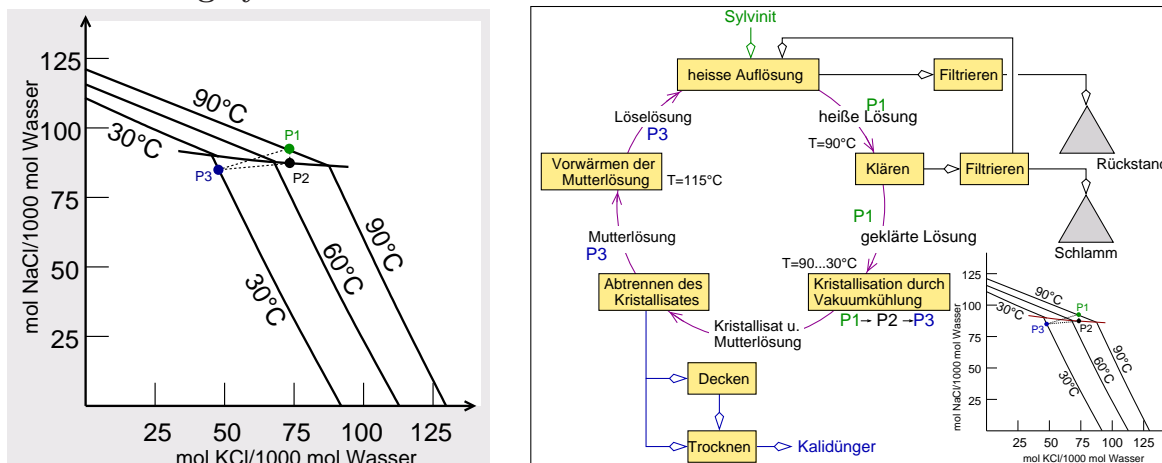 125
100
75
50
25
mol NaCl/1000 mol Wasser
90°C
30°C
P1
P3
P2
90°C
60°C
30°C
25
50
75
100
125
mol KCl/1000 mol Wasser
Sylvinit
heisse Auflösung
Filtrieren
Löselösung
P3
P1
heiße Lösung
T=90°C
Rückstand
Vorwärmen der
Mutterlösung
T=115°C
Klären
Filtrieren
P1
Schlamm
Mutterlösung
P3
geklärte Lösung
T=90...30°C
Abtrennen des
Kristallisates
Kristallisation durch
Vakuumkühlung
P1 → P2 → P3
Kristallisat u.
Mutterlösung
Decken
Trocknen
Kalidünger
125
100
75
50
25
mol NaCl/1000 mol Wasser
90°C
30°C
P1
P3
P2
90°C
60°C
30°C
25
50
75
100
125
mol KCl/1000 mol Wasser